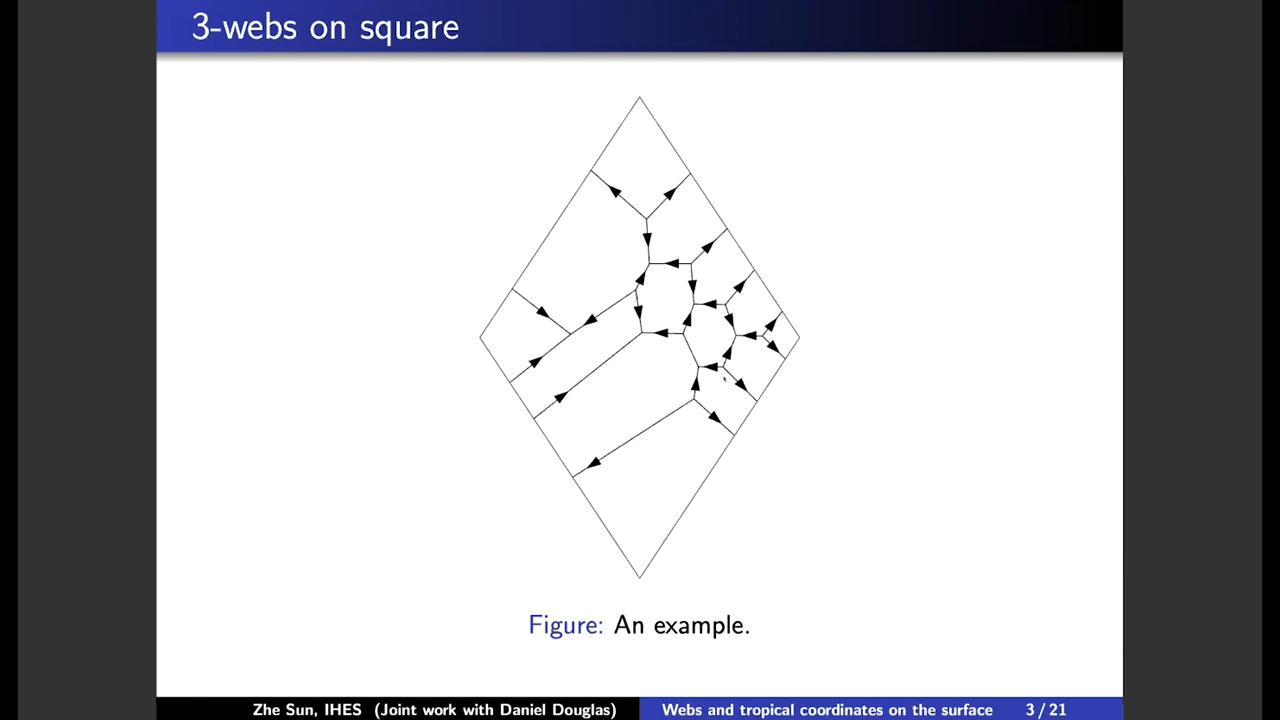 3-webs on square
Figure: An example.
Zhe Sun, IHES (Joint work with Daniel Douglas)
Webs and tropical coordinates on the surface
3 / 21